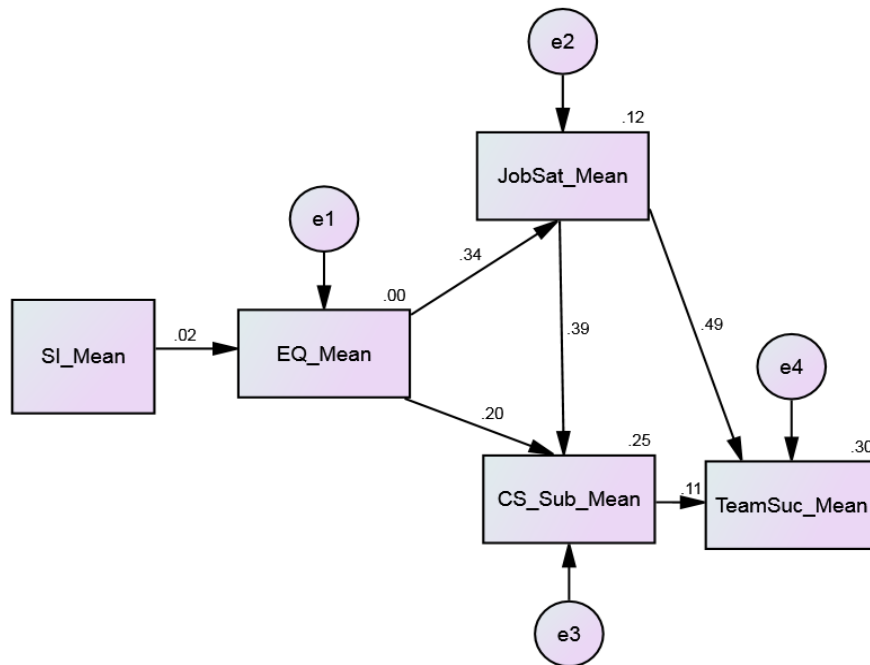 e2
.12
JobSat_Mean
e1
.34
.00
.02
SI_Mean
EQ_Mean
.39
.49
e4
.20
.25
.30
CS_Sub_Mean
.11
TeamSuc_Mean
e3